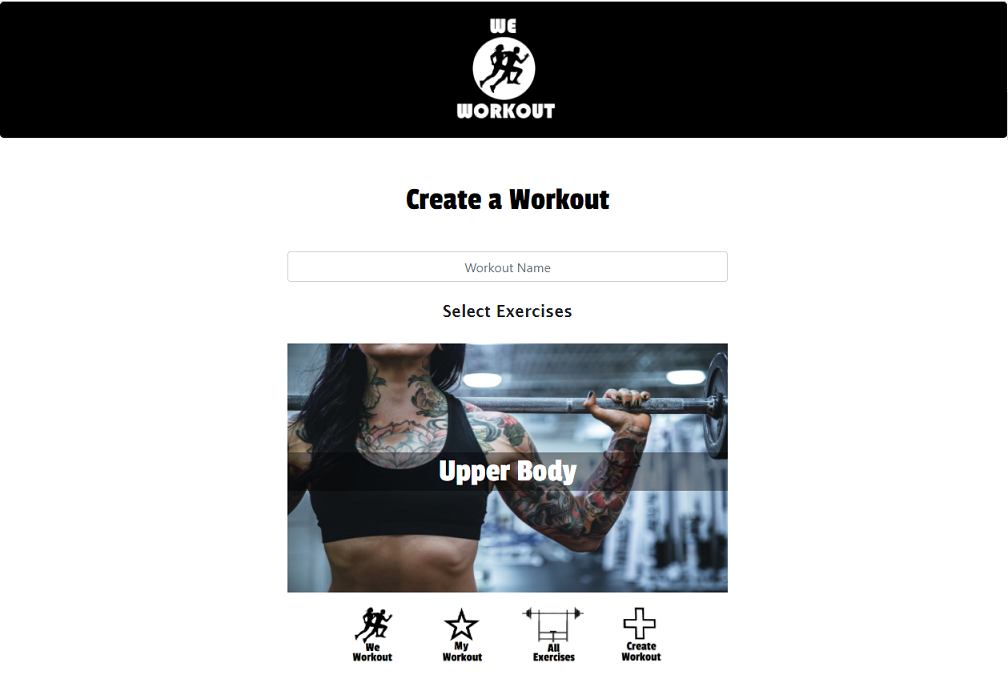 WE
WORKOUT
Create a Workout
Workout Name
Select Exercises
Upper Body
We
Workout
My
Workout
All
Exercises
Create
Workout